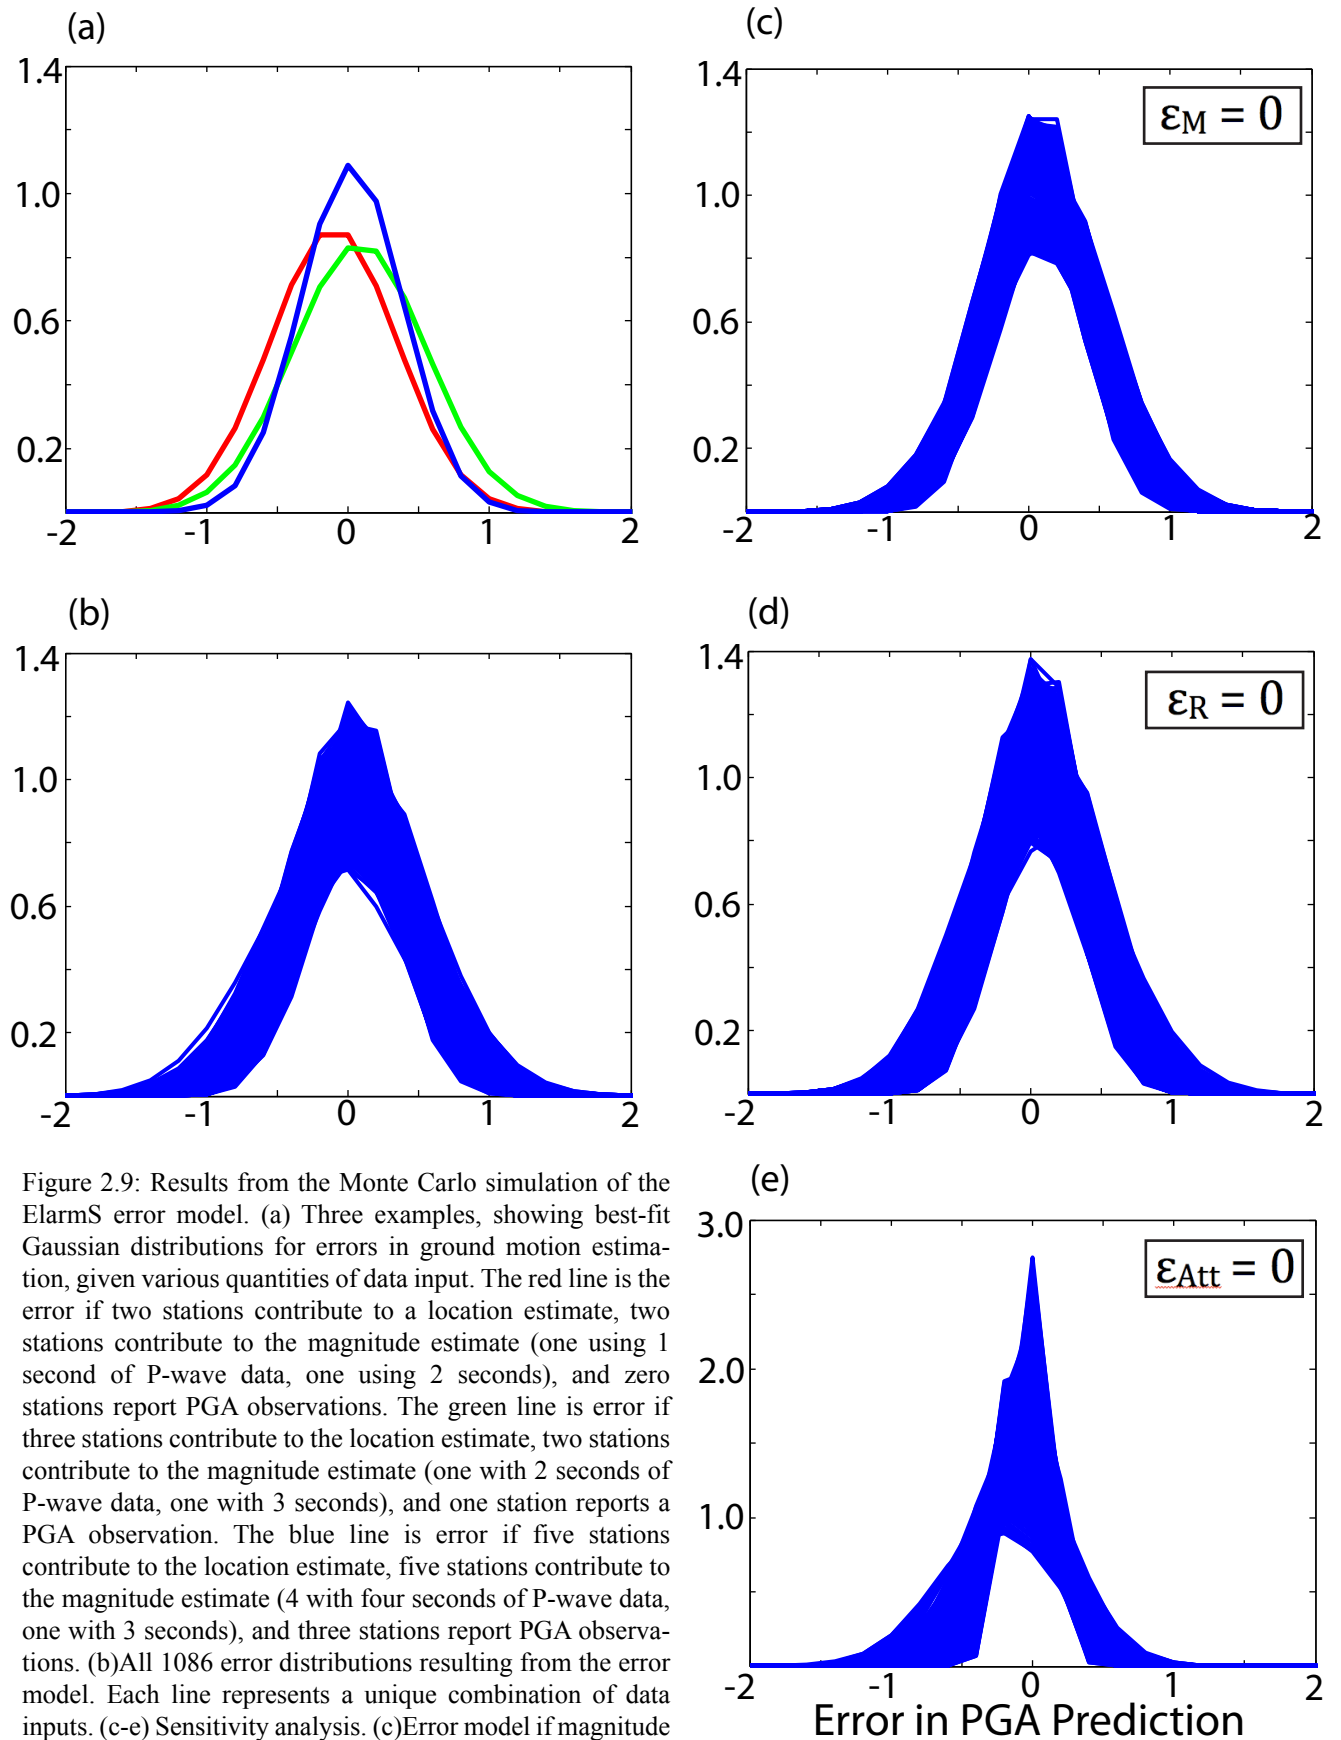 (a)
1.4
1.0
0.6
0.2
-2 -1 0 1 2
(b)
1.4
1.0
0.6
0.2
-2 -1 0 1 2
Figure 2.9: Results from the Monte Carlo simulation of the
ElarmS error model. (a) Three examples, showing best-fit
Gaussian distributions for errors in ground motion estima-
tion, given various quantities of data input. The red line is the
error if two stations contribute to a location estimate, two
stations contribute to the magnitude estimate (one using 1
second of P-wave data, one using 2 seconds), and zero
stations report PGA observations. The green line is error if
three stations contribute to the location estimate, two stations
contribute to the magnitude estimate (one with 2 seconds of
P-wave data, one with 3 seconds), and one station reports a
PGA observation. The blue line is error if five stations
contribute to the location estimate, five stations contribute to
the magnitude estimate (4 with four seconds of P-wave data,
one with 3 seconds), and three stations report PGA observa-
tions. (b)All 1086 error distributions resulting from the error
model. Each line represents a unique combination of data
inputs. (c-e) Sensitivity analysis. (c)Error model if magnitude
(c)
εM = 0
1.4
1.0
0.6
0.2
-2 -1 0 1 2
(d)
εR = 0
1.4
1.0
0.6
0.2
-2 -1 0 1 2
(e)
εAtt = 0
3.0
2.0
1.0
-2 -1 0 1 2
Error in PGA Prediction